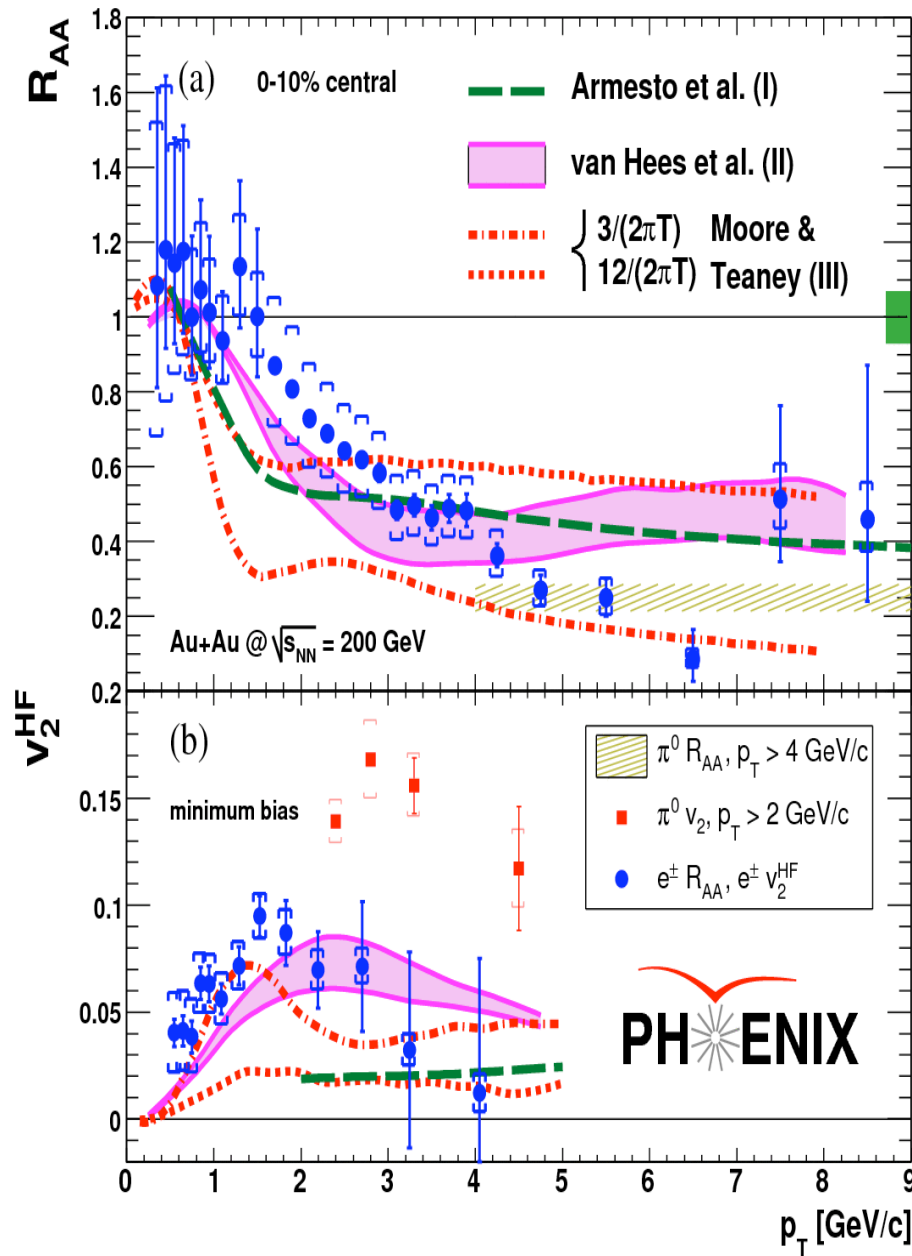 R_AA
1.8
1.6
1.4
1.2
1
0.8
0.6
0.4
0.2
(a)
0-10% central
Armesto et al. (I)
van Hees et al. (II)
3/(2πT) Moore &
12/(2πT) Teaney (III)
Au+Au @ √s_NN = 200 GeV
v_2^HF
0.2
0.15
0.1
0.05
0
(b)
minimum bias
π⁰ R_AA, p_T > 4 GeV/c
π⁰ v_2, p_T > 2 GeV/c
e± R_AA, e± v_2^HF
PHENIX
0 1 2 3 4 5 6 7 8 9
p_T [GeV/c]